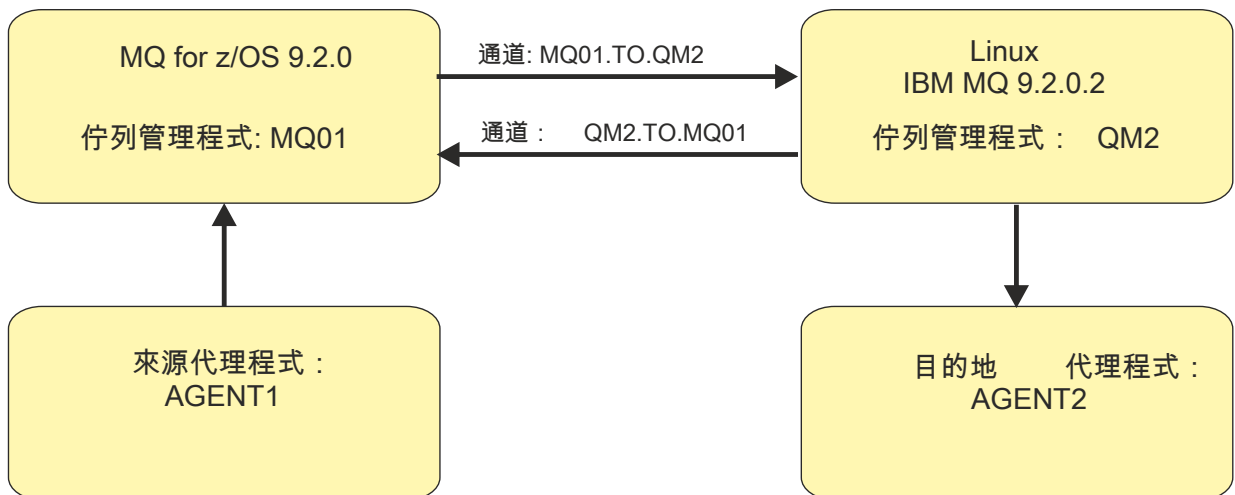 MQ for z/OS 9.2.0
佇列管理程式: MQ01
通道: MQ01.TO.QM2
通道： QM2.TO.MQ01
Linux
IBM MQ 9.2.0.2
佇列管理程式： QM2
來源代理程式：
AGENT1
目的地 代理程式：
AGENT2